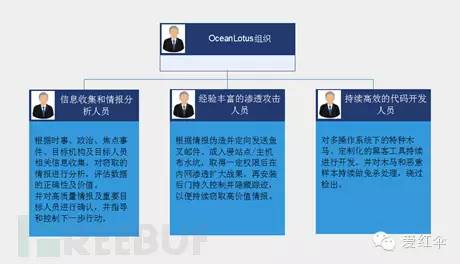 OceanLotus组织
信息收集和情报分
析人员
根据时事、政治、焦点事
件、目标机构及目标人员
相关信息收集,对窃取的
情报进行分析,评估数据
的正确性及价值。
并对高质量情报及重要目
标人员进行确认,并指导
和控制下一步行动。
经验丰富的渗透攻击
人员
根据情报伪造并定向发送鱼
叉邮件,或入侵站点/主机
布水坑,取得一定权限后在
内网渗透扩大战果,再安装
后门持久控制并隐藏踪迹,
以便持续窃取高价值情报。
持续高效的代码开发
人员
对多操作系统下的特种木
马、定制化的黑客工具持
续进行开发,并对木马和恶意
样本持续做免杀处理,绕过
检出。
REEBUF
爱红伞